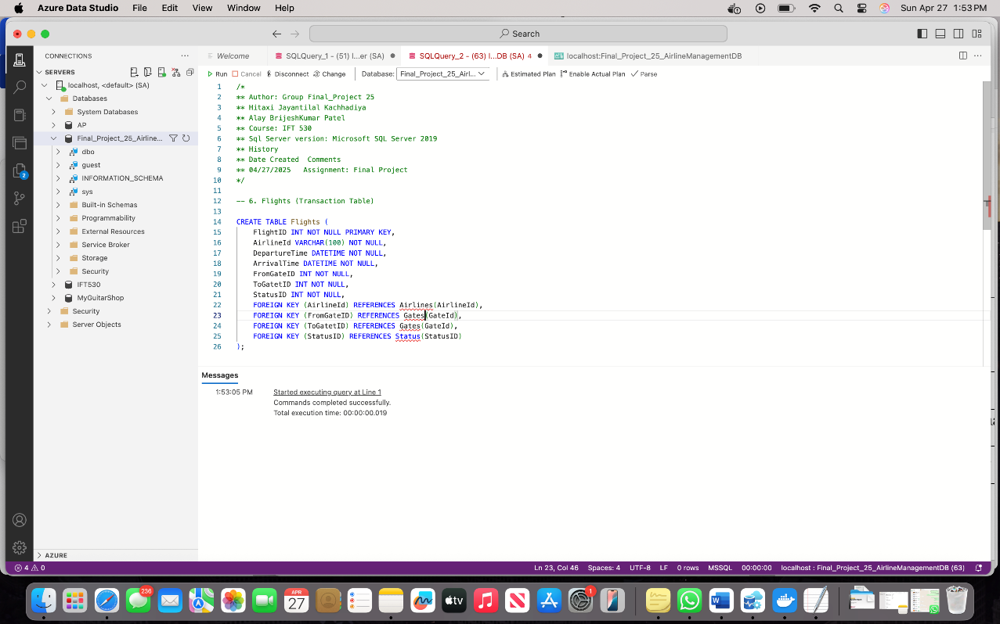 Azure Data Studio File Edit View Window Help Sun Apr 27 1:53 PM
Search
CONNECTIONS
Welcome SQLQuery_1 - (51) l...er (SA) SQLQuery_2 - (63) l...DB (SA) 4 localhost:Final_Project_25_AirlineManagementDB
SERVERS
Run Cancel Disconnect Change Database: Final_Project_25_Airl... Estimated Plan Enable Actual Plan Parse
localhost, <default> (SA)
Databases
System Databases
AP
Final_Project_25_Airline...
dbo
guest
INFORMATION_SCHEMA
sys
Built-in Schemas
Programmability
External Resources
Service Broker
Storage
Security
IFT530
MyGuitarShop
Security
Server Objects
2
AZURE
1 /*
2 ** Author: Group Final_Project 25
3 ** Hitaxi Jayantilal Kachhadiya
4 ** Alay BrijeshKumar Patel
5 ** Course: IFT 530
6 ** Sql Server version: Microsoft SQL Server 2019
7 ** History
8 ** Date Created  Comments
9 ** 04/27/2025   Assignment: Final Project
10 */
11
12 -- 6. Flights (Transaction Table)
13
14 CREATE TABLE Flights (
15 FlightID INT NOT NULL PRIMARY KEY,
16 AirlineId VARCHAR(100) NOT NULL,
17 DepartureTime DATETIME NOT NULL,
18 ArrivalTime DATETIME NOT NULL,
19 FromGateID INT NOT NULL,
20 ToGatetID INT NOT NULL,
21 StatusID INT NOT NULL,
22 FOREIGN KEY (AirlineId) REFERENCES Airlines(AirlineId),
23 FOREIGN KEY (FromGateID) REFERENCES Gates(GateId),
24 FOREIGN KEY (ToGatetID) REFERENCES Gates(GateId),
25 FOREIGN KEY (StatusID) REFERENCES Status(StatusID)
26 );
Messages
1:53:05 PM Started executing query at Line 1
Commands completed successfully.
Total execution time: 00:00:00.019
4 0 Ln 23, Col 46 Spaces: 4 UTF-8 LF 0 rows MSSQL 00:00:00 localhost : Final_Project_25_AirlineManagementDB (63)
236
APR
27
tv
1